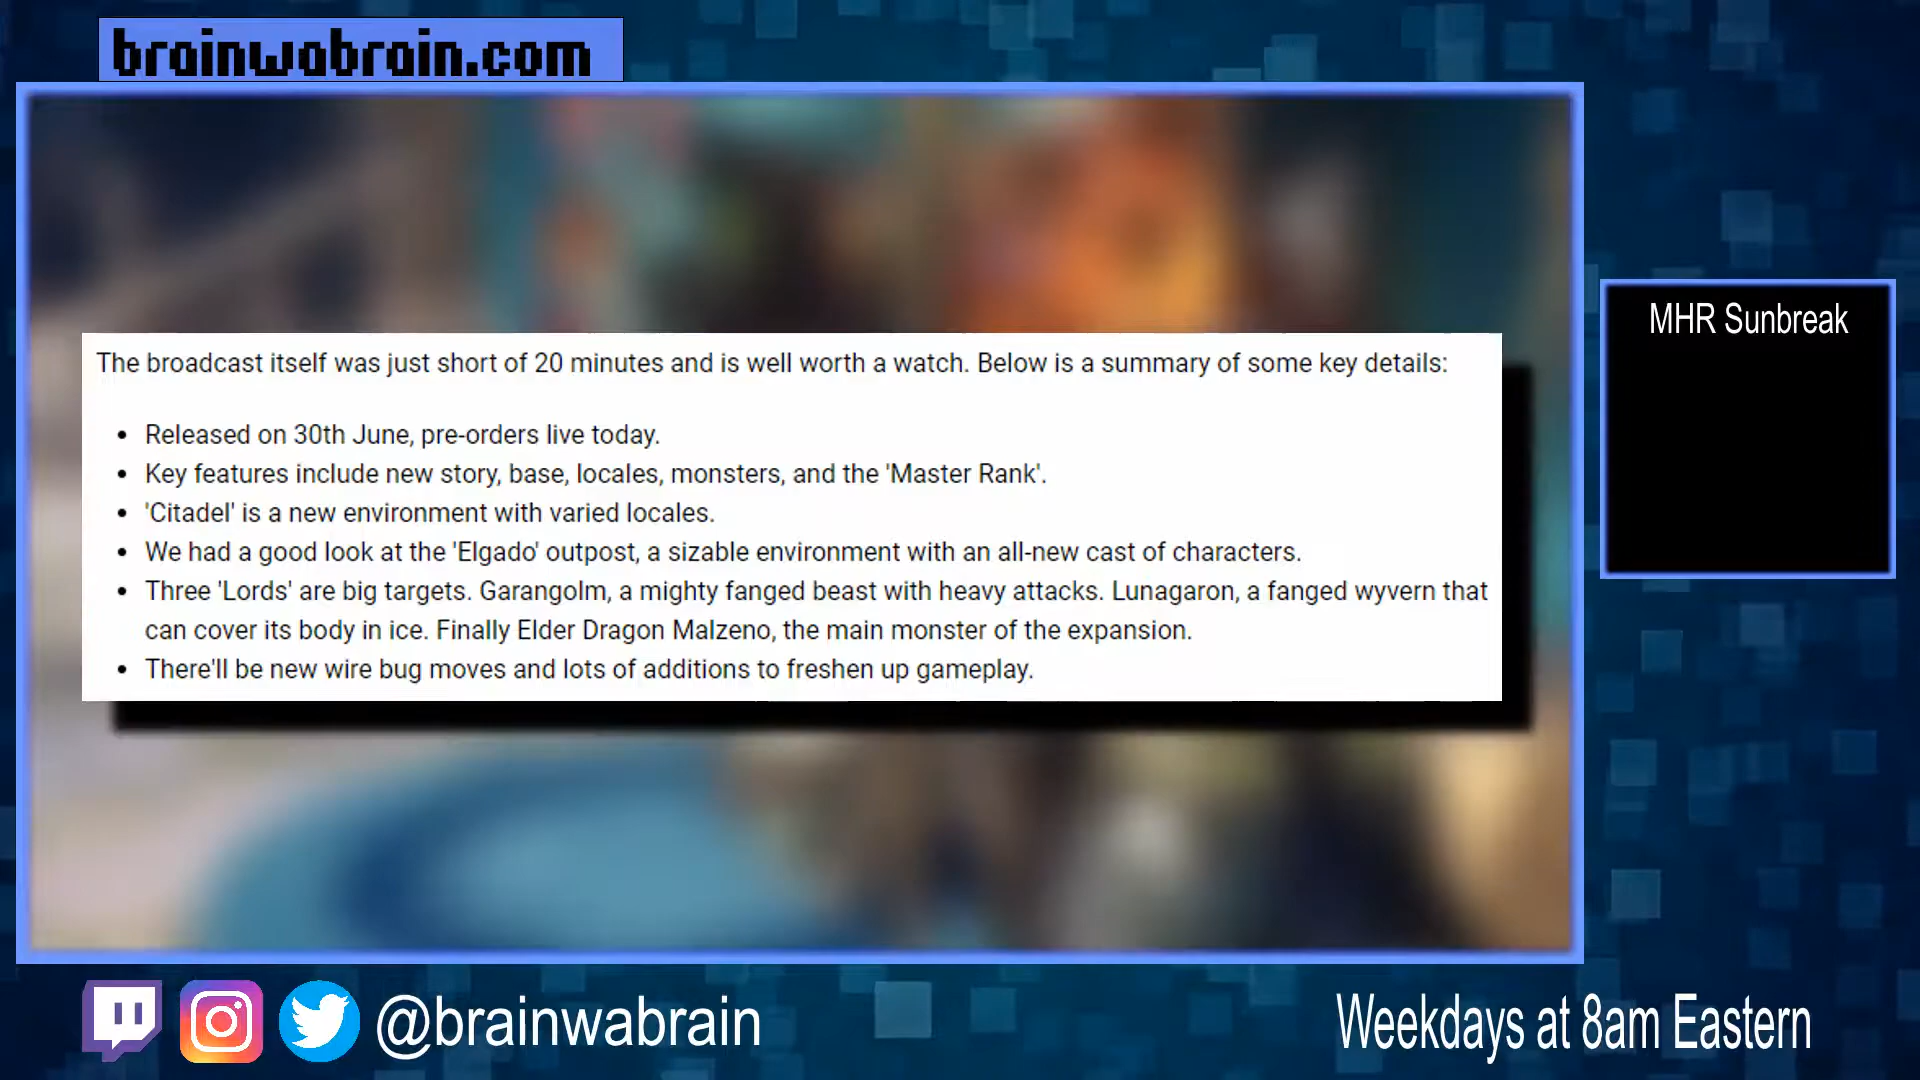 brainwabrain.com
The broadcast itself was just short of 20 minutes and is well worth a watch. Below is a summary of some key details:
• Released on 30th June, pre-orders live today.
• Key features include new story, base, locales, monsters, and the 'Master Rank'.
• 'Citadel' is a new environment with varied locales.
• We had a good look at the 'Elgado' outpost, a sizable environment with an all-new cast of characters.
• Three 'Lords' are big targets. Garangolm, a mighty fanged beast with heavy attacks. Lunagaron, a fanged wyvern that
can cover its body in ice. Finally Elder Dragon Malzeno, the main monster of the expansion.
• There'll be new wire bug moves and lots of additions to freshen up gameplay.
MHR Sunbreak
@brainwabrain
Weekdays at 8am Eastern